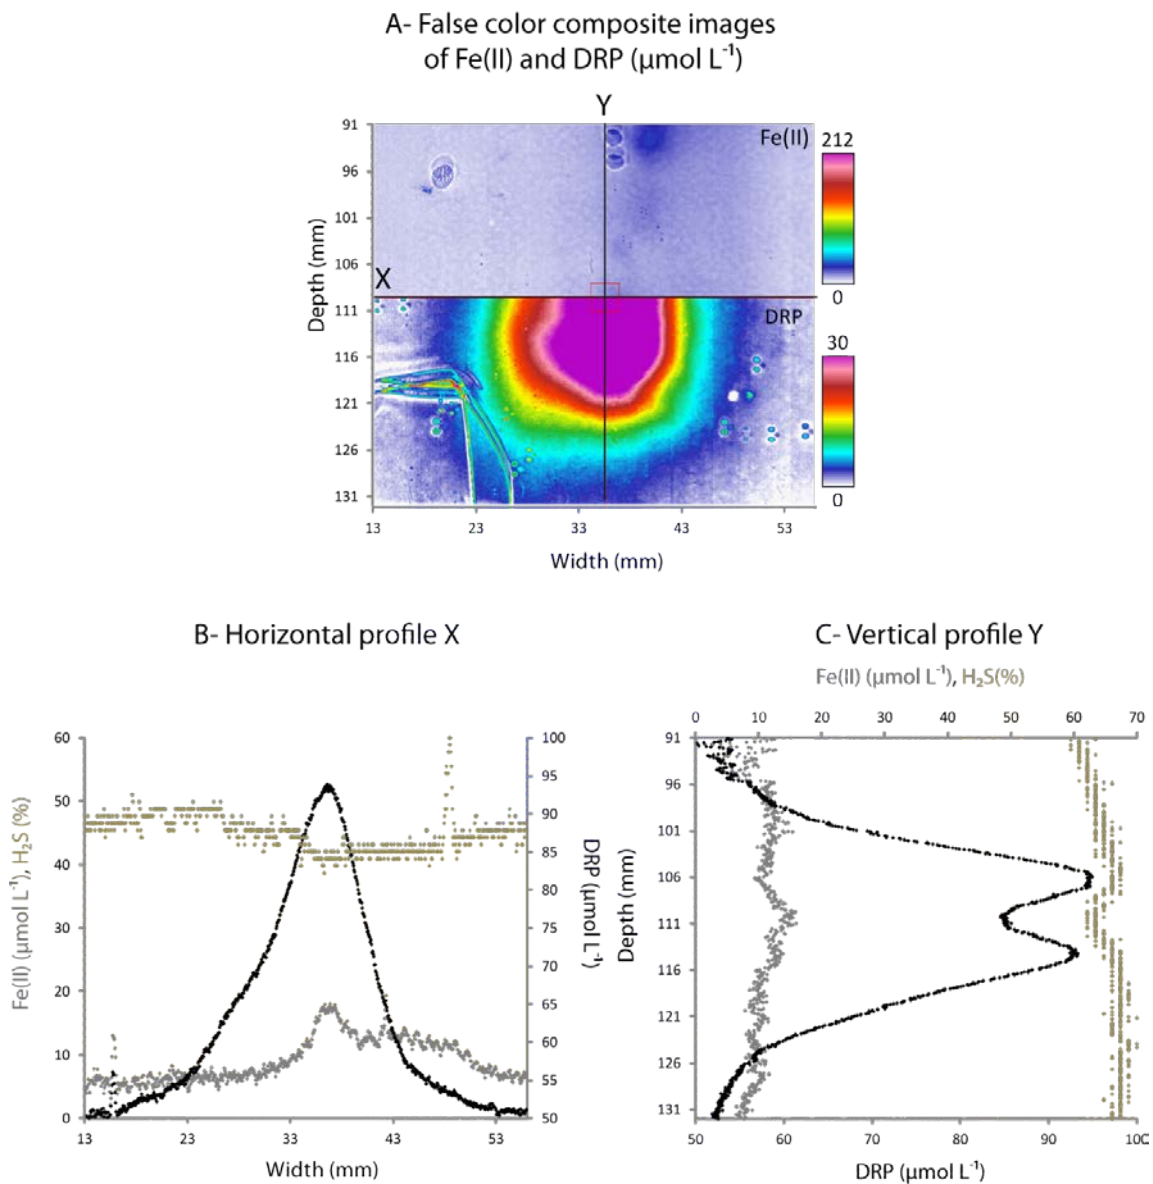 A- False color composite images
of Fe(II) and DRP (µmol L⁻¹)
Y
91
96
101
106
111
116
121
126
131
Depth (mm)
X
Fe(II)
DRP
212
0
30
0
13
23
33
43
53
Width (mm)
B- Horizontal profile X
60
50
40
30
20
10
0
Fe(II) (µmol L⁻¹), H₂S (%)
100
95
90
85
80
75
70
65
60
55
50
DRP (µmol L⁻¹)
13
23
33
43
53
Width (mm)
C- Vertical profile Y
Fe(II) (µmol L⁻¹), H₂S(%)
0 10 20 30 40 50 60 70
91
96
101
106
111
116
121
126
131
Depth (mm)
50 60 70 80 90 100
DRP (µmol L⁻¹)